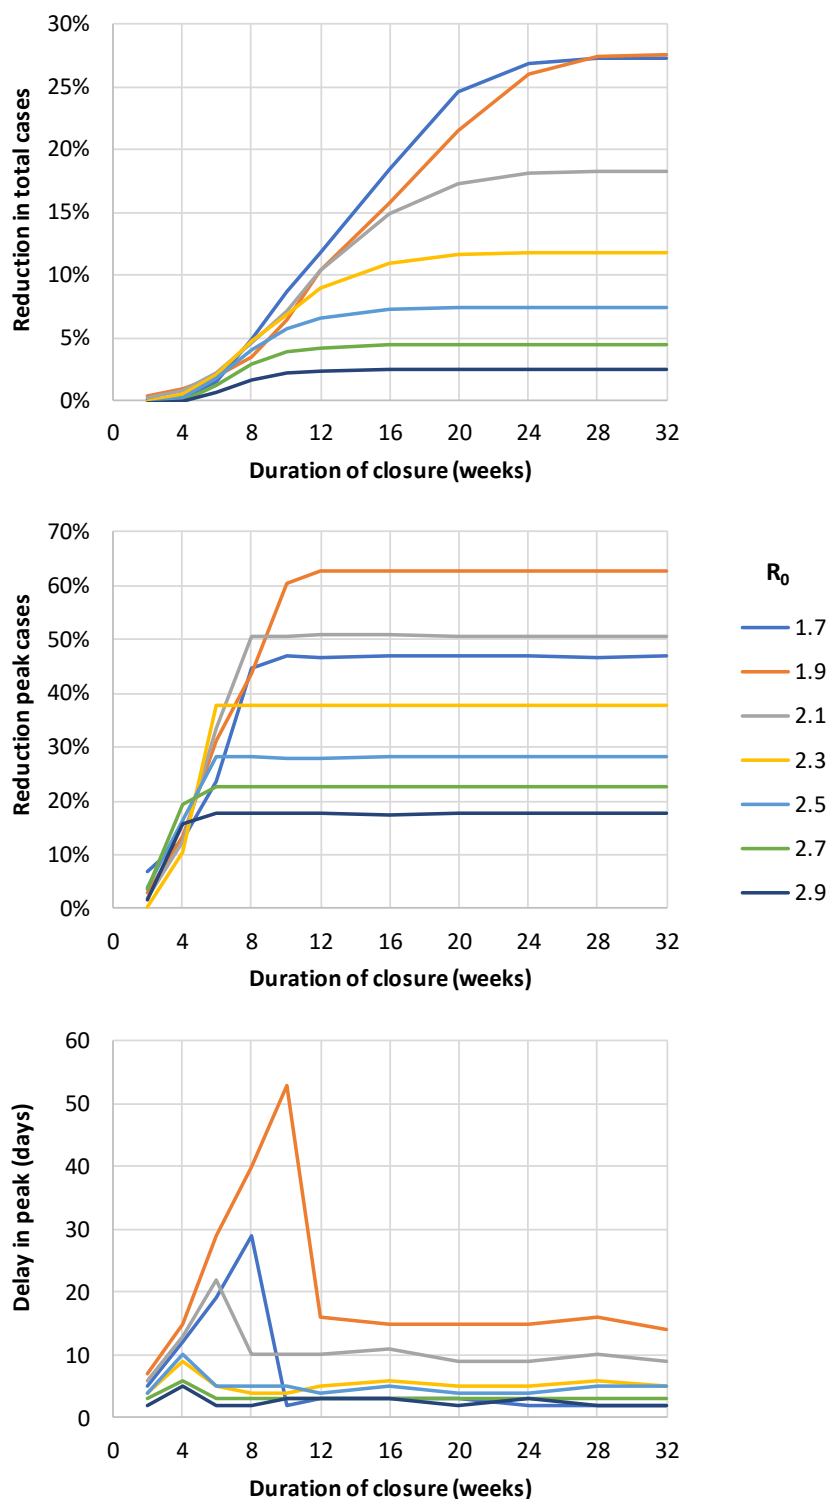 30%
25%
20%
15%
10%
5%
0%
Reduction in total cases
0 4 8 12 16 20 24 28 32
Duration of closure (weeks)
70%
60%
50%
40%
30%
20%
10%
0%
Reduction peak cases
0 4 8 12 16 20 24 28 32
Duration of closure (weeks)
R₀
1.7
1.9
2.1
2.3
2.5
2.7
2.9
60
50
40
30
20
10
0
Delay in peak (days)
0 4 8 12 16 20 24 28 32
Duration of closure (weeks)